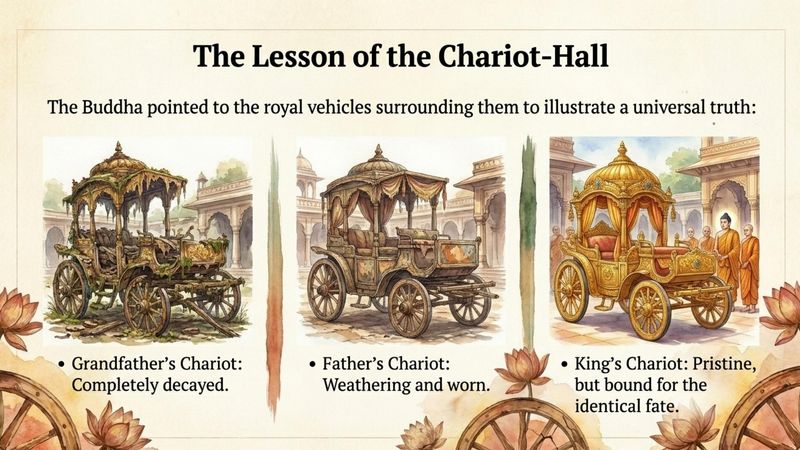 The Lesson of the Chariot-Hall
The Buddha pointed to the royal vehicles surrounding them to illustrate a universal truth:
• Grandfather’s Chariot:
Completely decayed.
• Father’s Chariot:
Weathering and worn.
• King’s Chariot: Pristine,
but bound for the
identical fate.